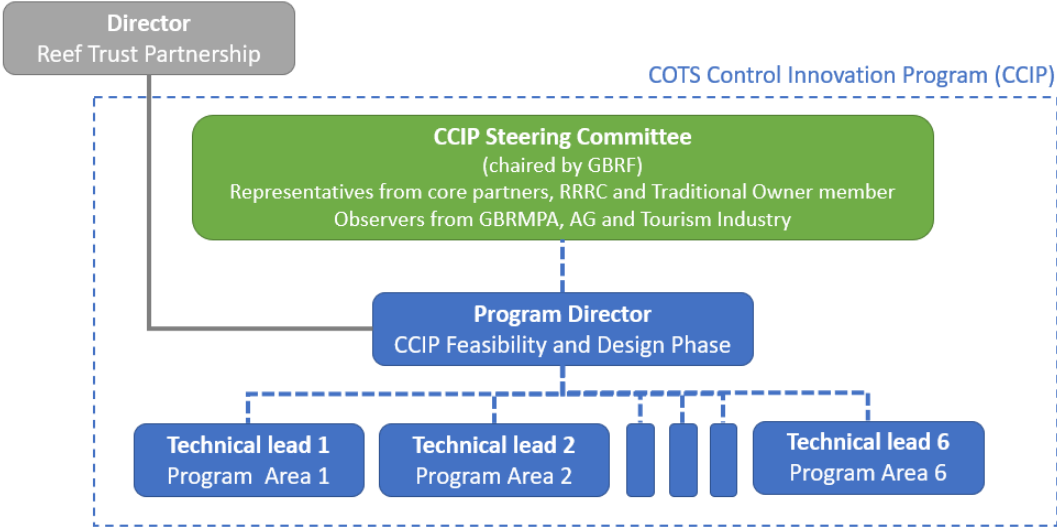 Director
Reef Trust Partnership
COTS Control Innovation Program (CCIP)
CCIP Steering Committee
(chaired by GBRF)
Representatives from core partners, RRRC and Traditional Owner member
Observers from GBRMPA, AG and Tourism Industry
Program Director
CCIP Feasibility and Design Phase
Technical lead 1
Program Area 1
Technical lead 2
Program Area 2
Technical lead 6
Program Area 6